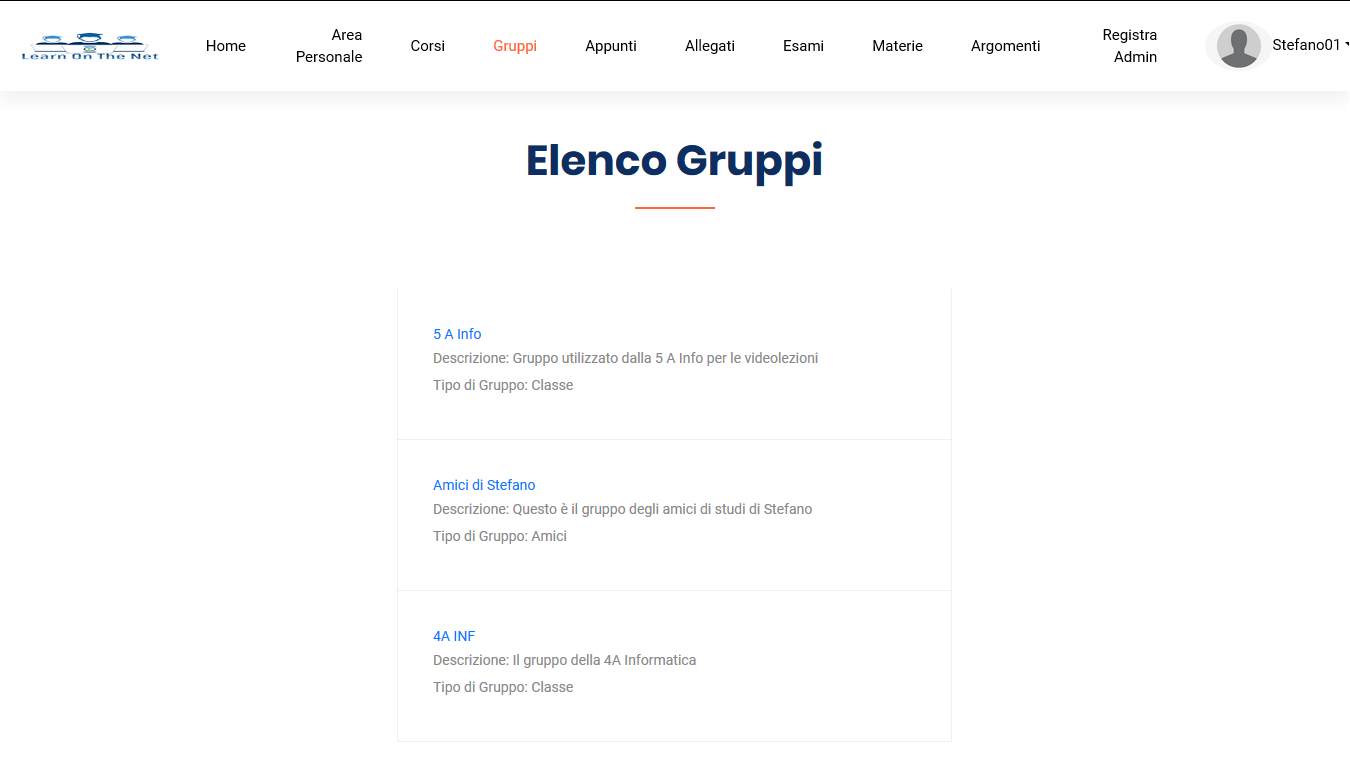 Learn On The Net
Home
Area
Personale
Corsi
Gruppi
Appunti
Allegati
Esami
Materie
Argomenti
Registra
Admin
Stefano01
Elenco Gruppi
5 A Info
Descrizione: Gruppo utilizzato dalla 5 A Info per le videolezioni
Tipo di Gruppo: Classe
Amici di Stefano
Descrizione: Questo è il gruppo degli amici di studi di Stefano
Tipo di Gruppo: Amici
4A INF
Descrizione: Il gruppo della 4A Informatica
Tipo di Gruppo: Classe